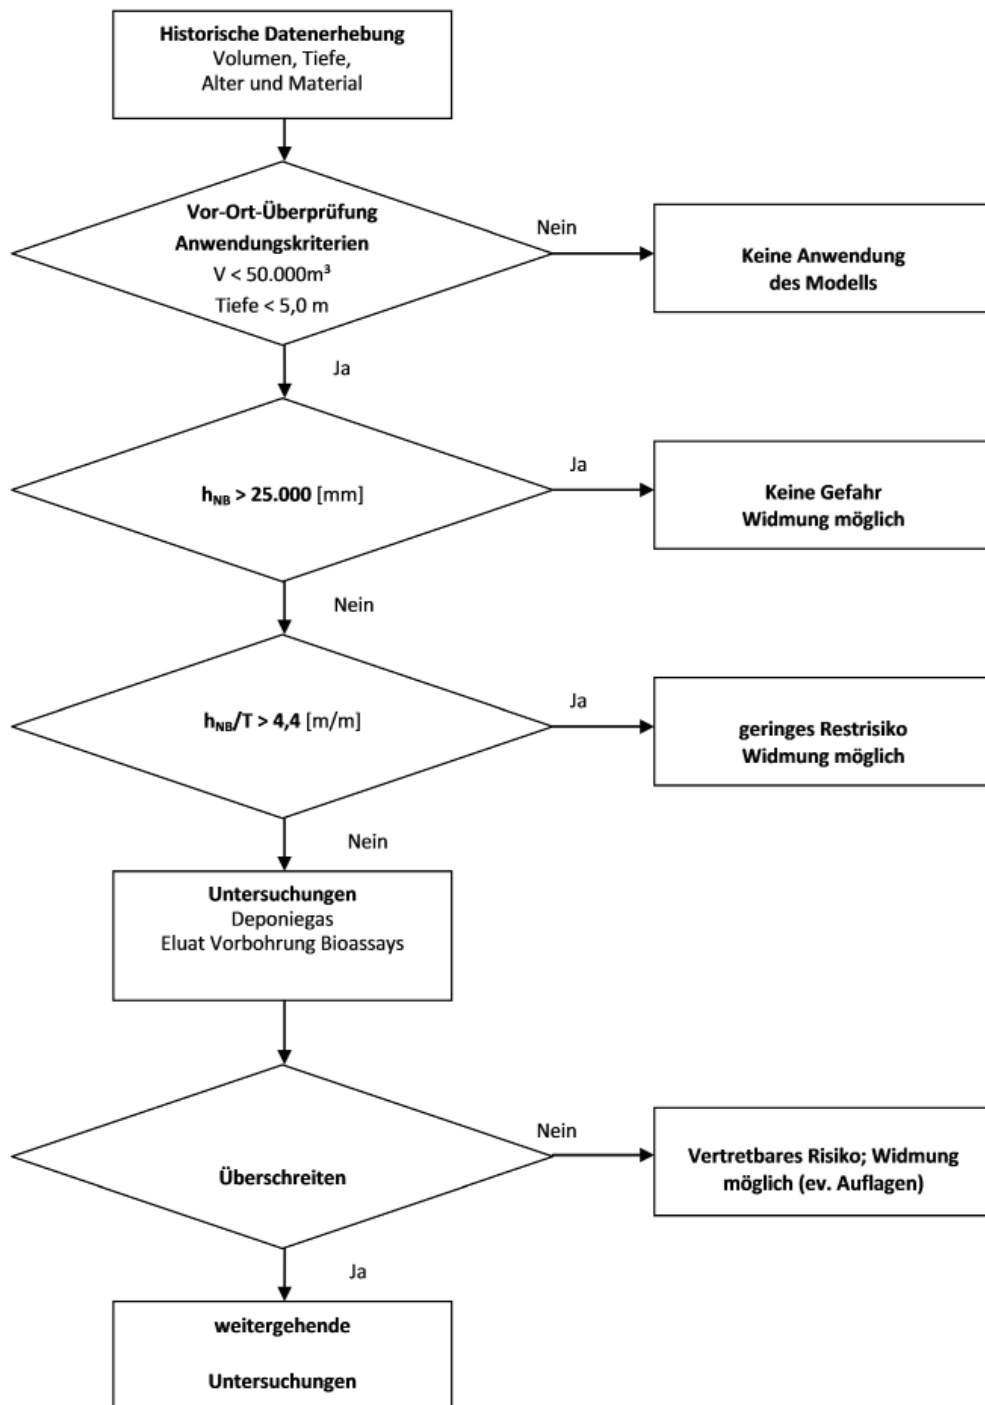 Historische Datenerhebung
Volumen, Tiefe,
Alter und Material
Vor-Ort-Überprüfung
Anwendungskriterien
V < 50.000m³
Tiefe < 5,0 m
Nein
Keine Anwendung
des Modells
Ja
h_NB > 25.000 [mm]
Ja
Keine Gefahr
Widmung möglich
Nein
h_NB/T > 4,4 [m/m]
Ja
geringes Restrisiko
Widmung möglich
Nein
Untersuchungen
Deponiegas
Eluat Vorbohrung Bioassays
Überschreiten
Nein
Vertretbares Risiko; Widmung
möglich (ev. Auflagen)
Ja
weitergehende
Untersuchungen